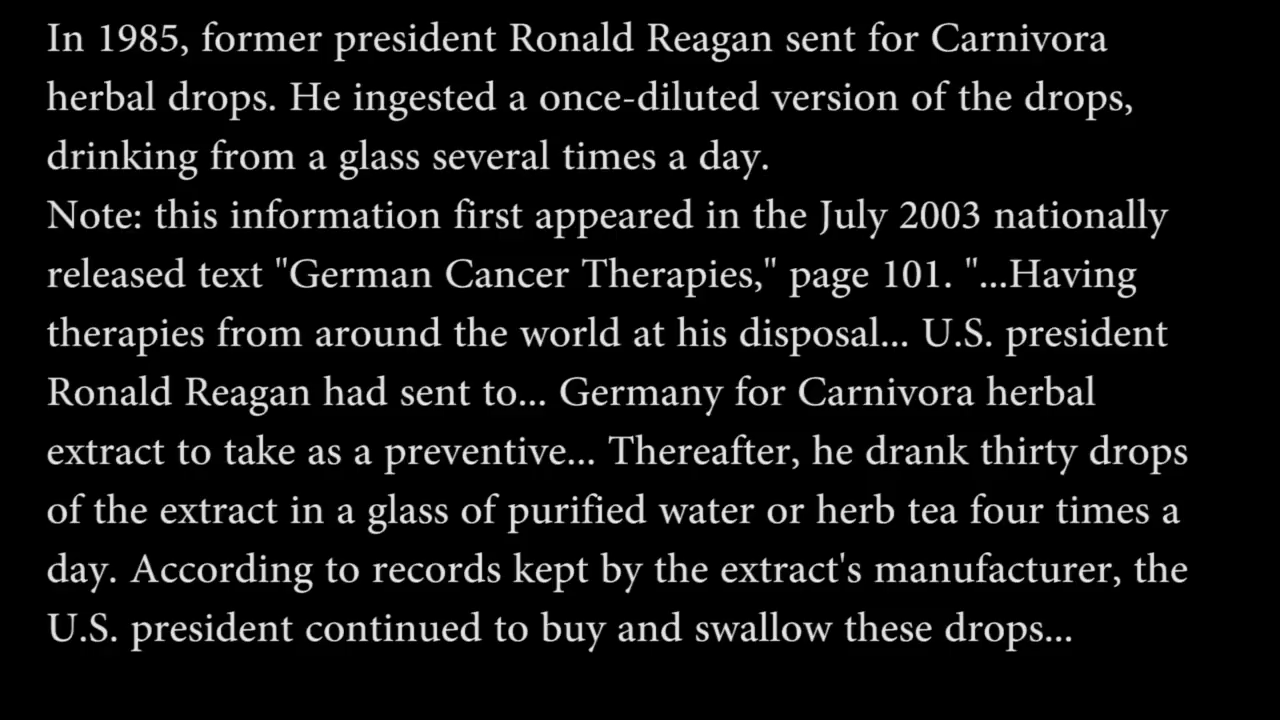 In 1985, former president Ronald Reagan sent for Carnivora
herbal drops. He ingested a once-diluted version of the drops,
drinking from a glass several times a day.
Note: this information first appeared in the July 2003 nationally
released text "German Cancer Therapies," page 101. "...Having
therapies from around the world at his disposal... U.S. president
Ronald Reagan had sent to... Germany for Carnivora herbal
extract to take as a preventive... Thereafter, he drank thirty drops
of the extract in a glass of purified water or herb tea four times a
day. According to records kept by the extract's manufacturer, the
U.S. president continued to buy and swallow these drops...